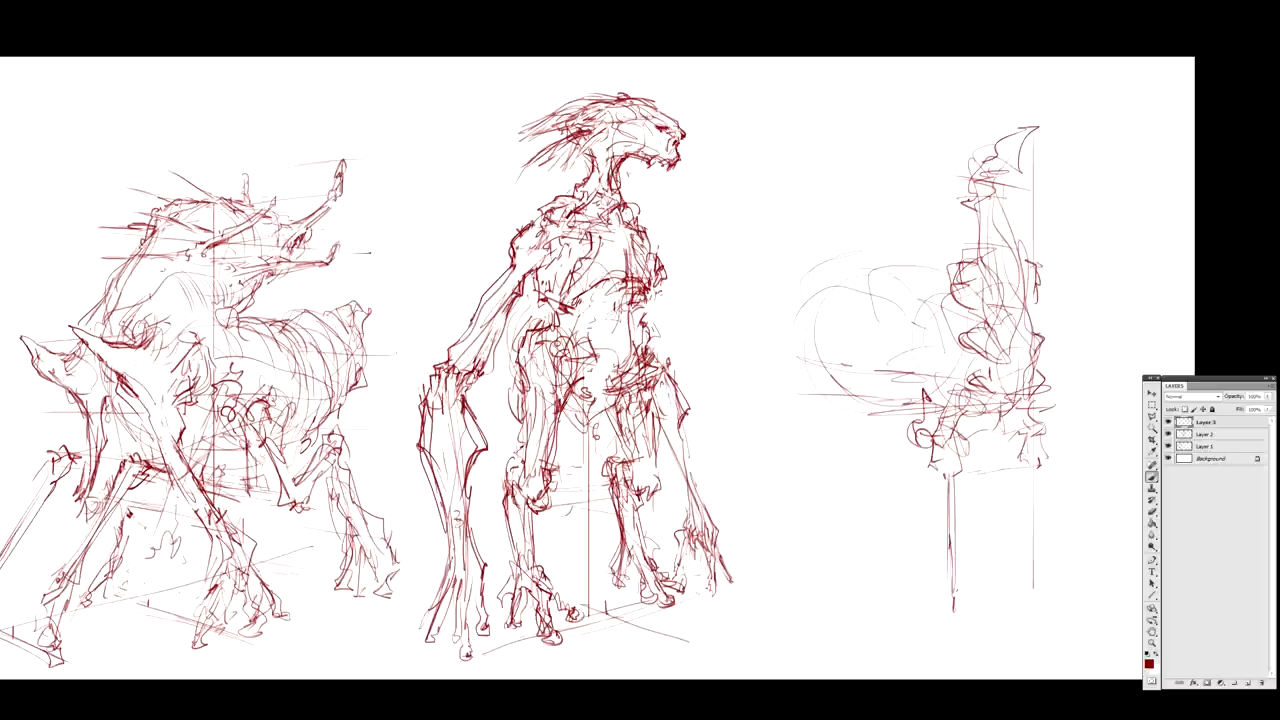 LAYERS
Normal Opacity: 100%
Lock: Fill: 100%
Layer 3
Layer 2
Layer 1
Background